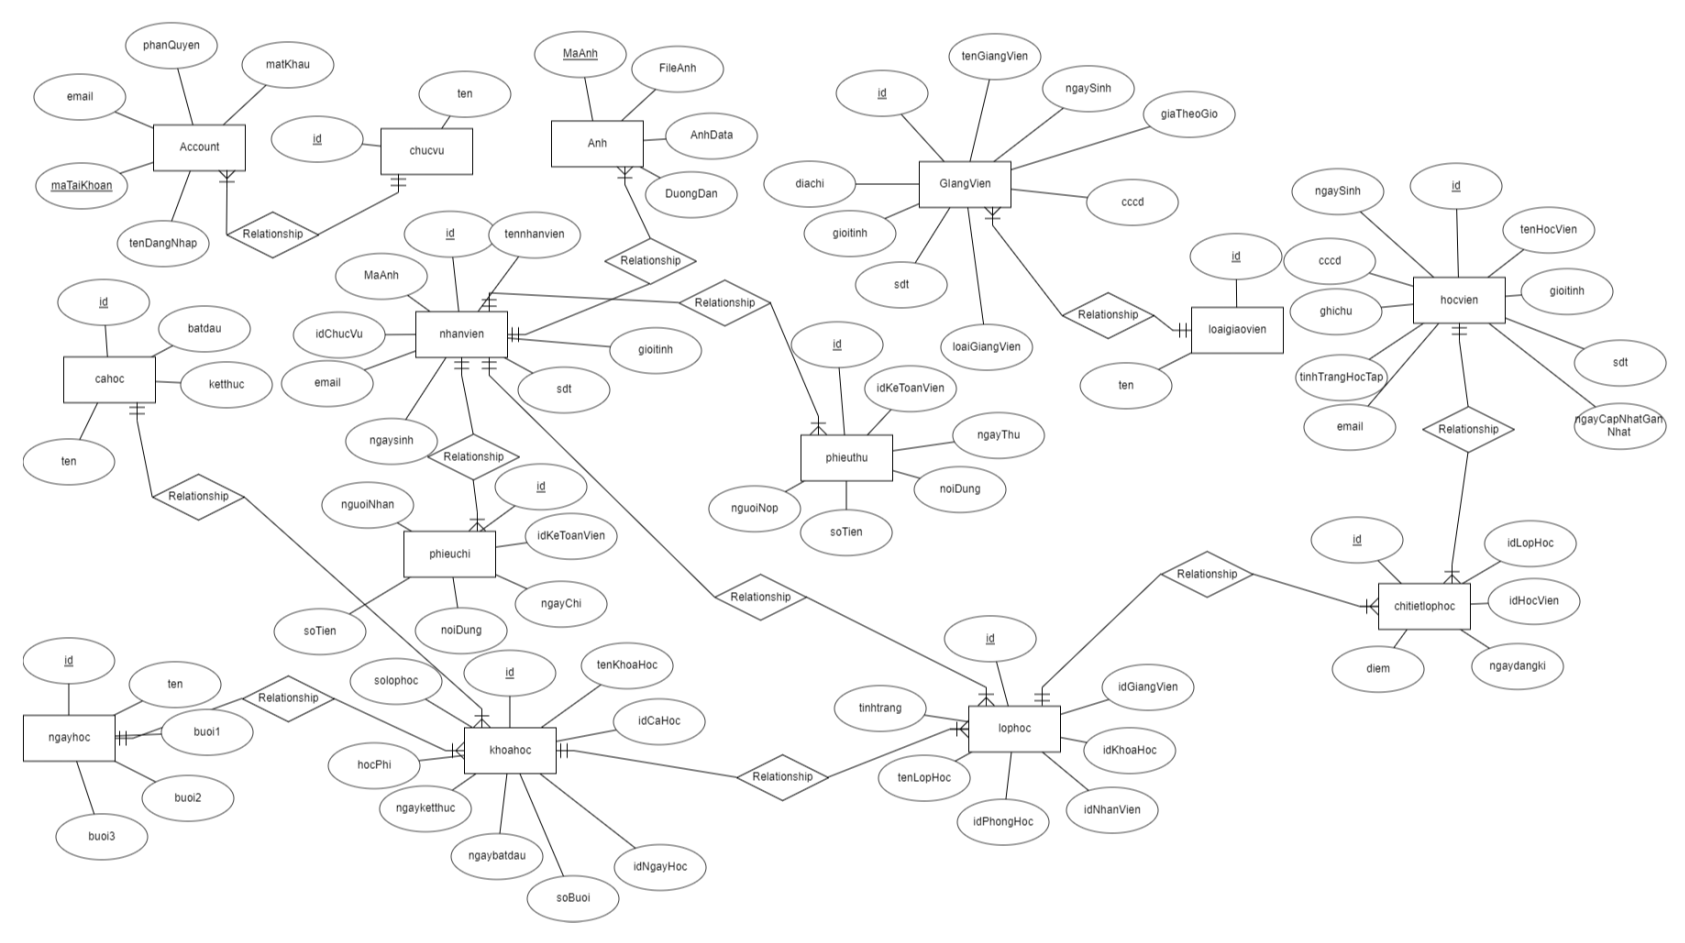 phanQuyen
matKhau
email
Account
maTaiKhoan
tenDangNhap
ten
id
chucvu
Relationship
MaAnh
FileAnh
Anh
AnhData
DuongDan
Relationship
id
tennhanvien
MaAnh
idChucVu
nhanvien
gioitinh
email
sdt
ngaysinh
Relationship
Relationship
tenGiangVien
id
ngaySinh
giaTheoGio
GIangVien
diachi
cccd
gioitinh
sdt
loaiGiangVien
Relationship
id
loaigiaovien
ten
ngaySinh
id
tenHocVien
cccd
gioitinh
ghichu
hocvien
sdt
tinhTrangHocTap
email
ngayCapNhatGan
Nhat
Relationship
id
batdau
cahoc
ketthuc
ten
Relationship
id
idKeToanVien
ngayThu
phieuthu
noiDung
nguoiNop
soTien
nguoiNhan
id
idKeToanVien
phieuchi
ngayChi
soTien
noiDung
Relationship
Relationship
id
idLopHoc
chitietlophoc
idHocVien
diem
ngaydangki
id
ten
ngayhoc
buoi1
buoi2
buoi3
Relationship
solophoc
id
tenKhoaHoc
idCaHoc
khoahoc
hocPhi
ngayketthuc
ngaybatdau
soBuoi
idNgayHoc
Relationship
id
idGiangVien
tinhtrang
lophoc
idKhoaHoc
tenLopHoc
idPhongHoc
idNhanVien